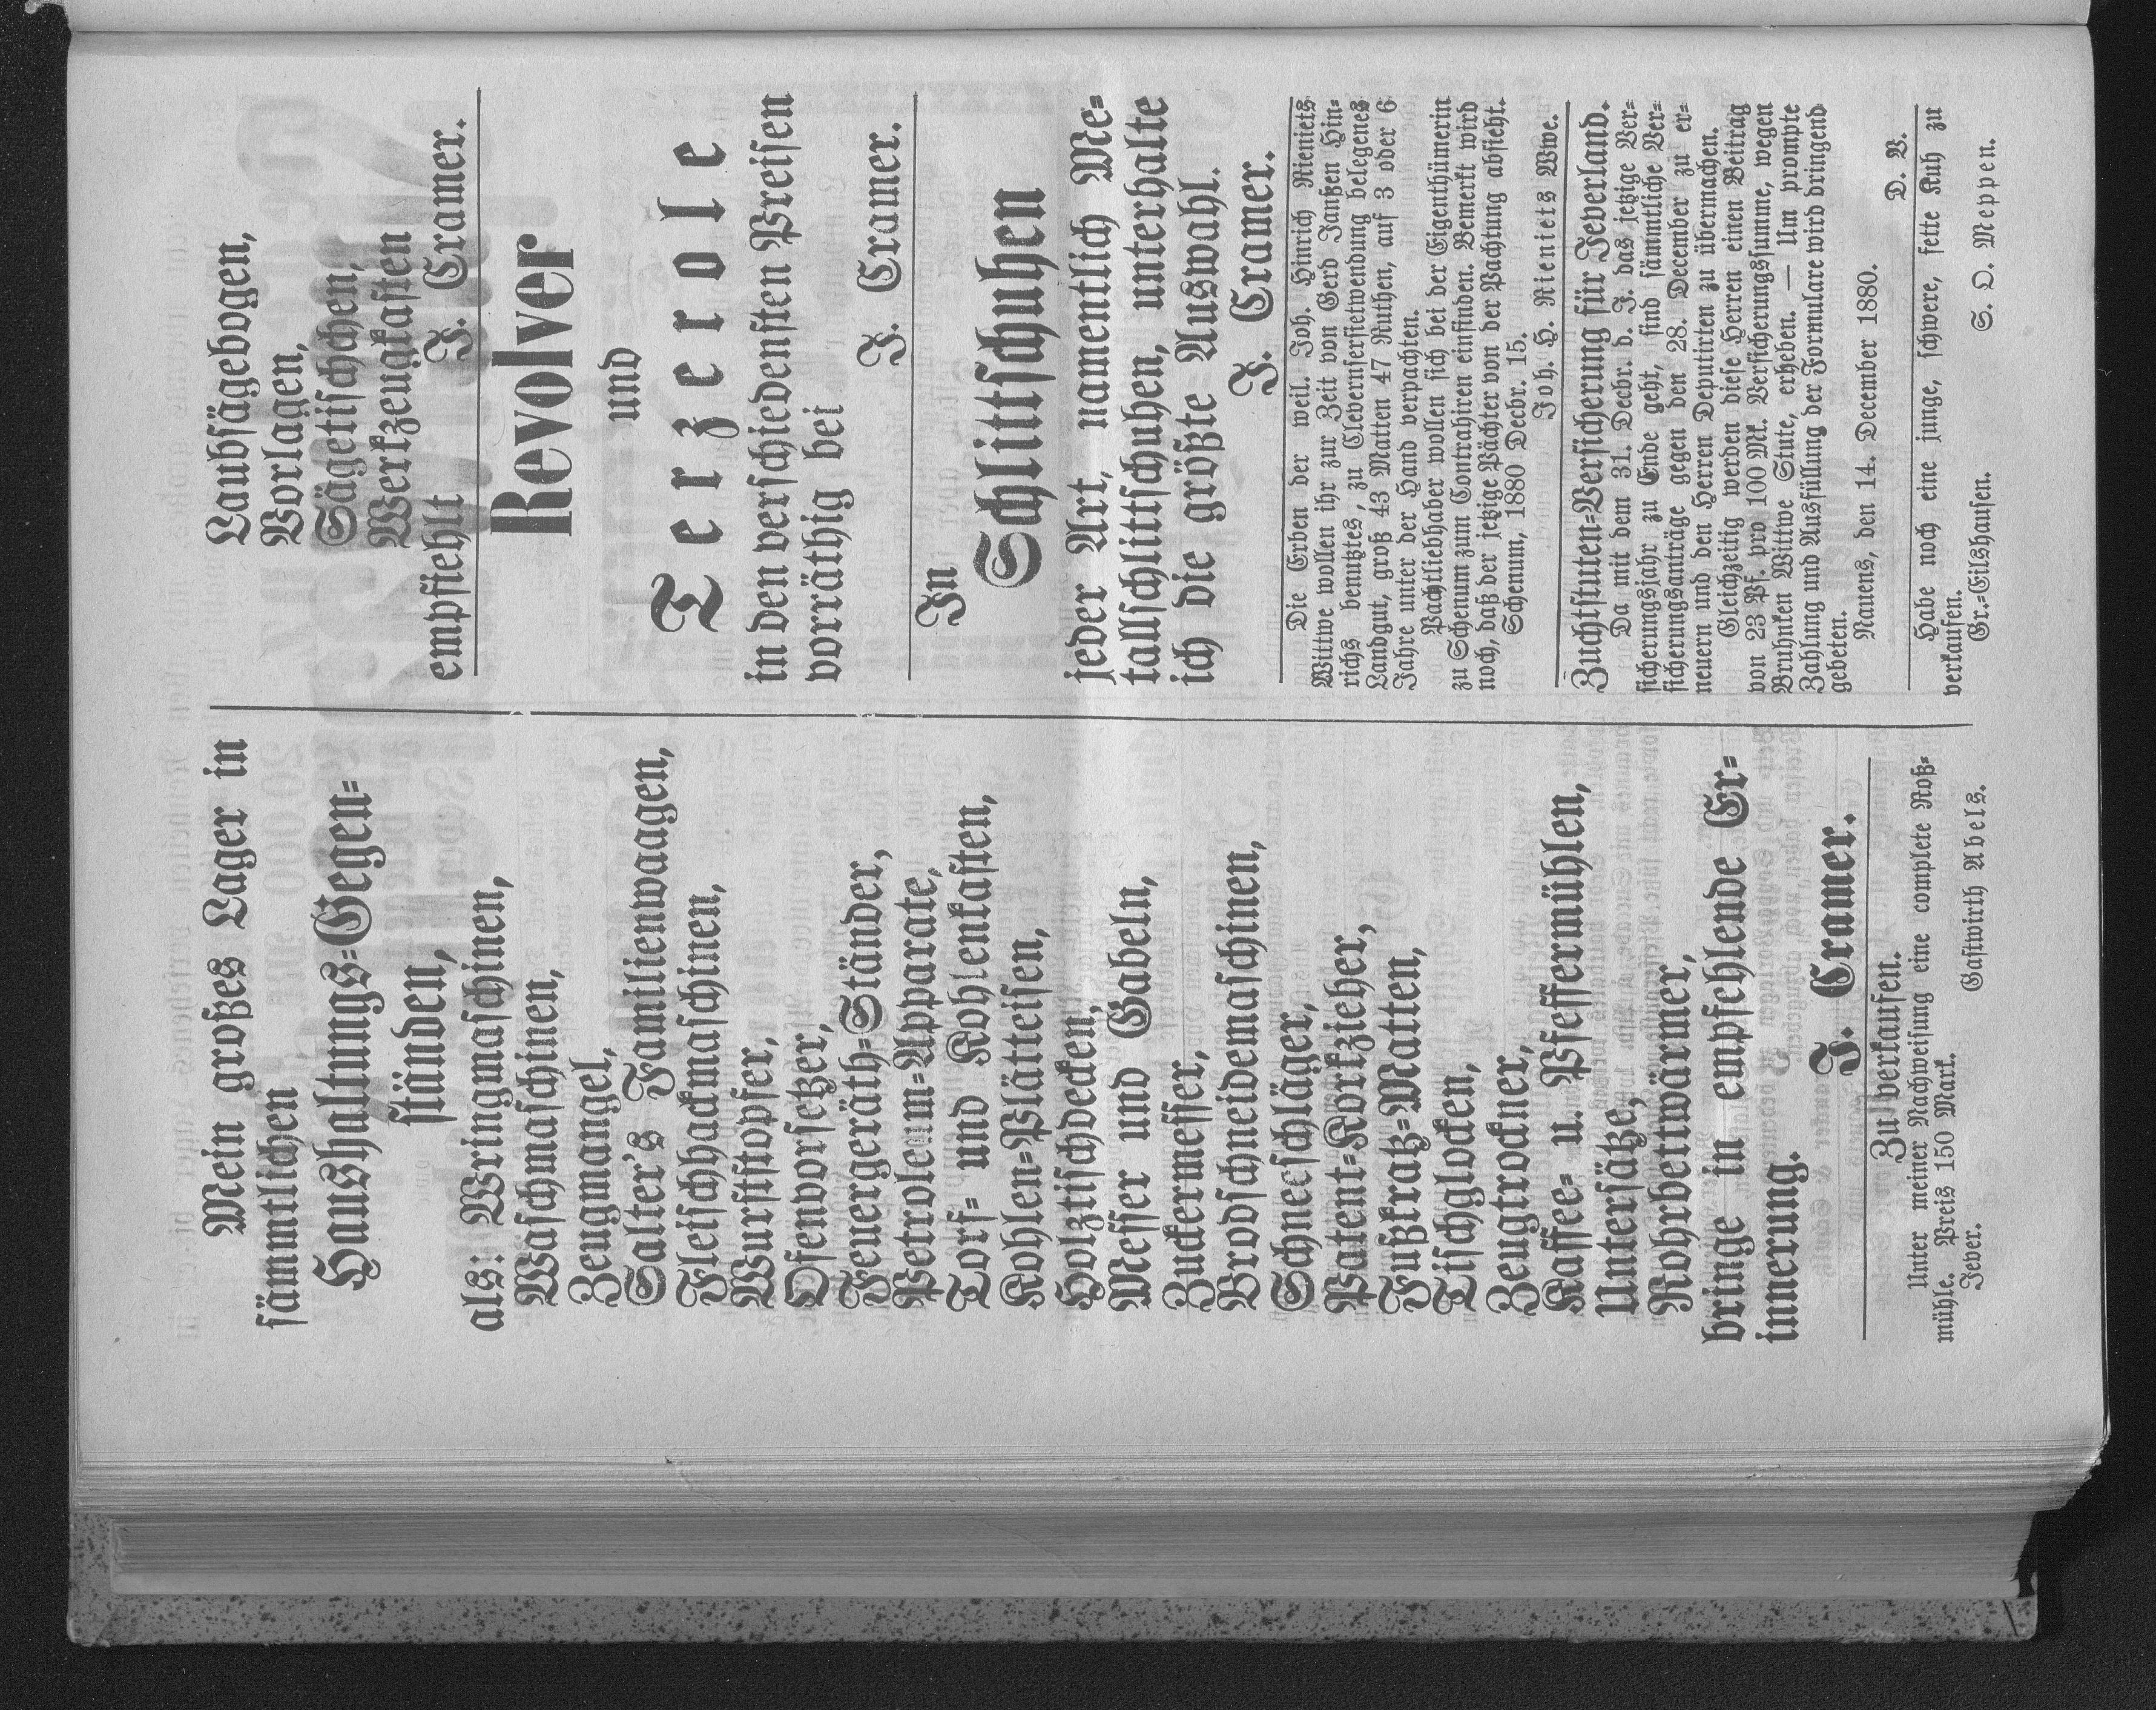 Mein großes Lager in
sämmtlichen
Haushaltungs=Gegen=
ständen,
als: Wringmaschinen,
Waschmaschinen,
Zeugmangel,
Salter's Familienwaagen,
Fleischhackmaschinen,
Wurststopfer,
Ofenvorsetzer,
Feuergeräth=Ständer,
Petroleum=Apparate,
Torf= und Kohlenkasten,
Kohlen=Plätteisen,
Holztischdecken,
Messer und Gabeln,
Zuckermesser,
Brodschneidemaschinen,
Schneeschläger,
Patent=Korkzieher,
Fußkratz=Matten,
Tischglocken,
Zeugtrockner,
Kaffee= u. Pfeffermühlen,
Untersätze,
Rohrbettwärmer,
bringe in empfehlende Er=
innerung.
J. Cramer.
Zu verkaufen.
Unter meiner Nachweisung eine complete Roß=
mühle. Preis 150 Mark.
Jever. Gastwirth Abels.
Laubsägebogen,
Vorlagen,
Sägetischchen,
Werkzeugkasten
empfiehlt J. Cramer.
Revolver
und
Terzerole
in den verschiedensten Preisen
vorräthig bei
J. Cramer.
In
Schlittschuhen
jeder Art, namentlich Me=
tallschlittschuhen, unterhalte
ich die größte Auswahl.
J. Cramer.
Die Erben der weil. Joh. Hinrich Rieniets
Wittwe wollen ihr zur Zeit von Gerd Janßen Hin=
richs benutztes, zu Clevernsersietwendung belegenes
Landgut, groß 43 Matten 47 Ruthen, auf 3 oder 6
Jahre unter der Hand verpachten.
Pachtliebhaber wollen sich bei der Eigenthümerin
zu Schenum zum Contrahiren einfinden. Bemerkt wird
noch, daß der jetzige Pächter von der Pachtung absieht.
Schenum, 1880 Decbr. 15.
Joh. H. Rieniets Wwe.
Zuchtstuten=Versicherung für Jeverland.
Da mit dem 31. Decbr. d. J. das jetzige Ver=
sicherungsjahr zu Ende geht, sind sämmtliche Ver=
sicherungsanträge gegen den 28. December zu er=
neuern und den Herren Deputirten zu übermachen.
Gleichzeitig werden diese Herren einen Beitrag
von 23 Pf. pro 100 Mk. Versicherungssumme, wegen
Bruhnken Wittwe Stute, erheben. — Um prompte
Zahlung und Ausfüllung der Formulare wird dringend
gebeten.
Nauens, den 14. December 1880.
D. V.
Habe noch eine junge, schwere, fette Kuh zu
verkaufen.
Gr.=Eilshausen. S. O. Meppen.